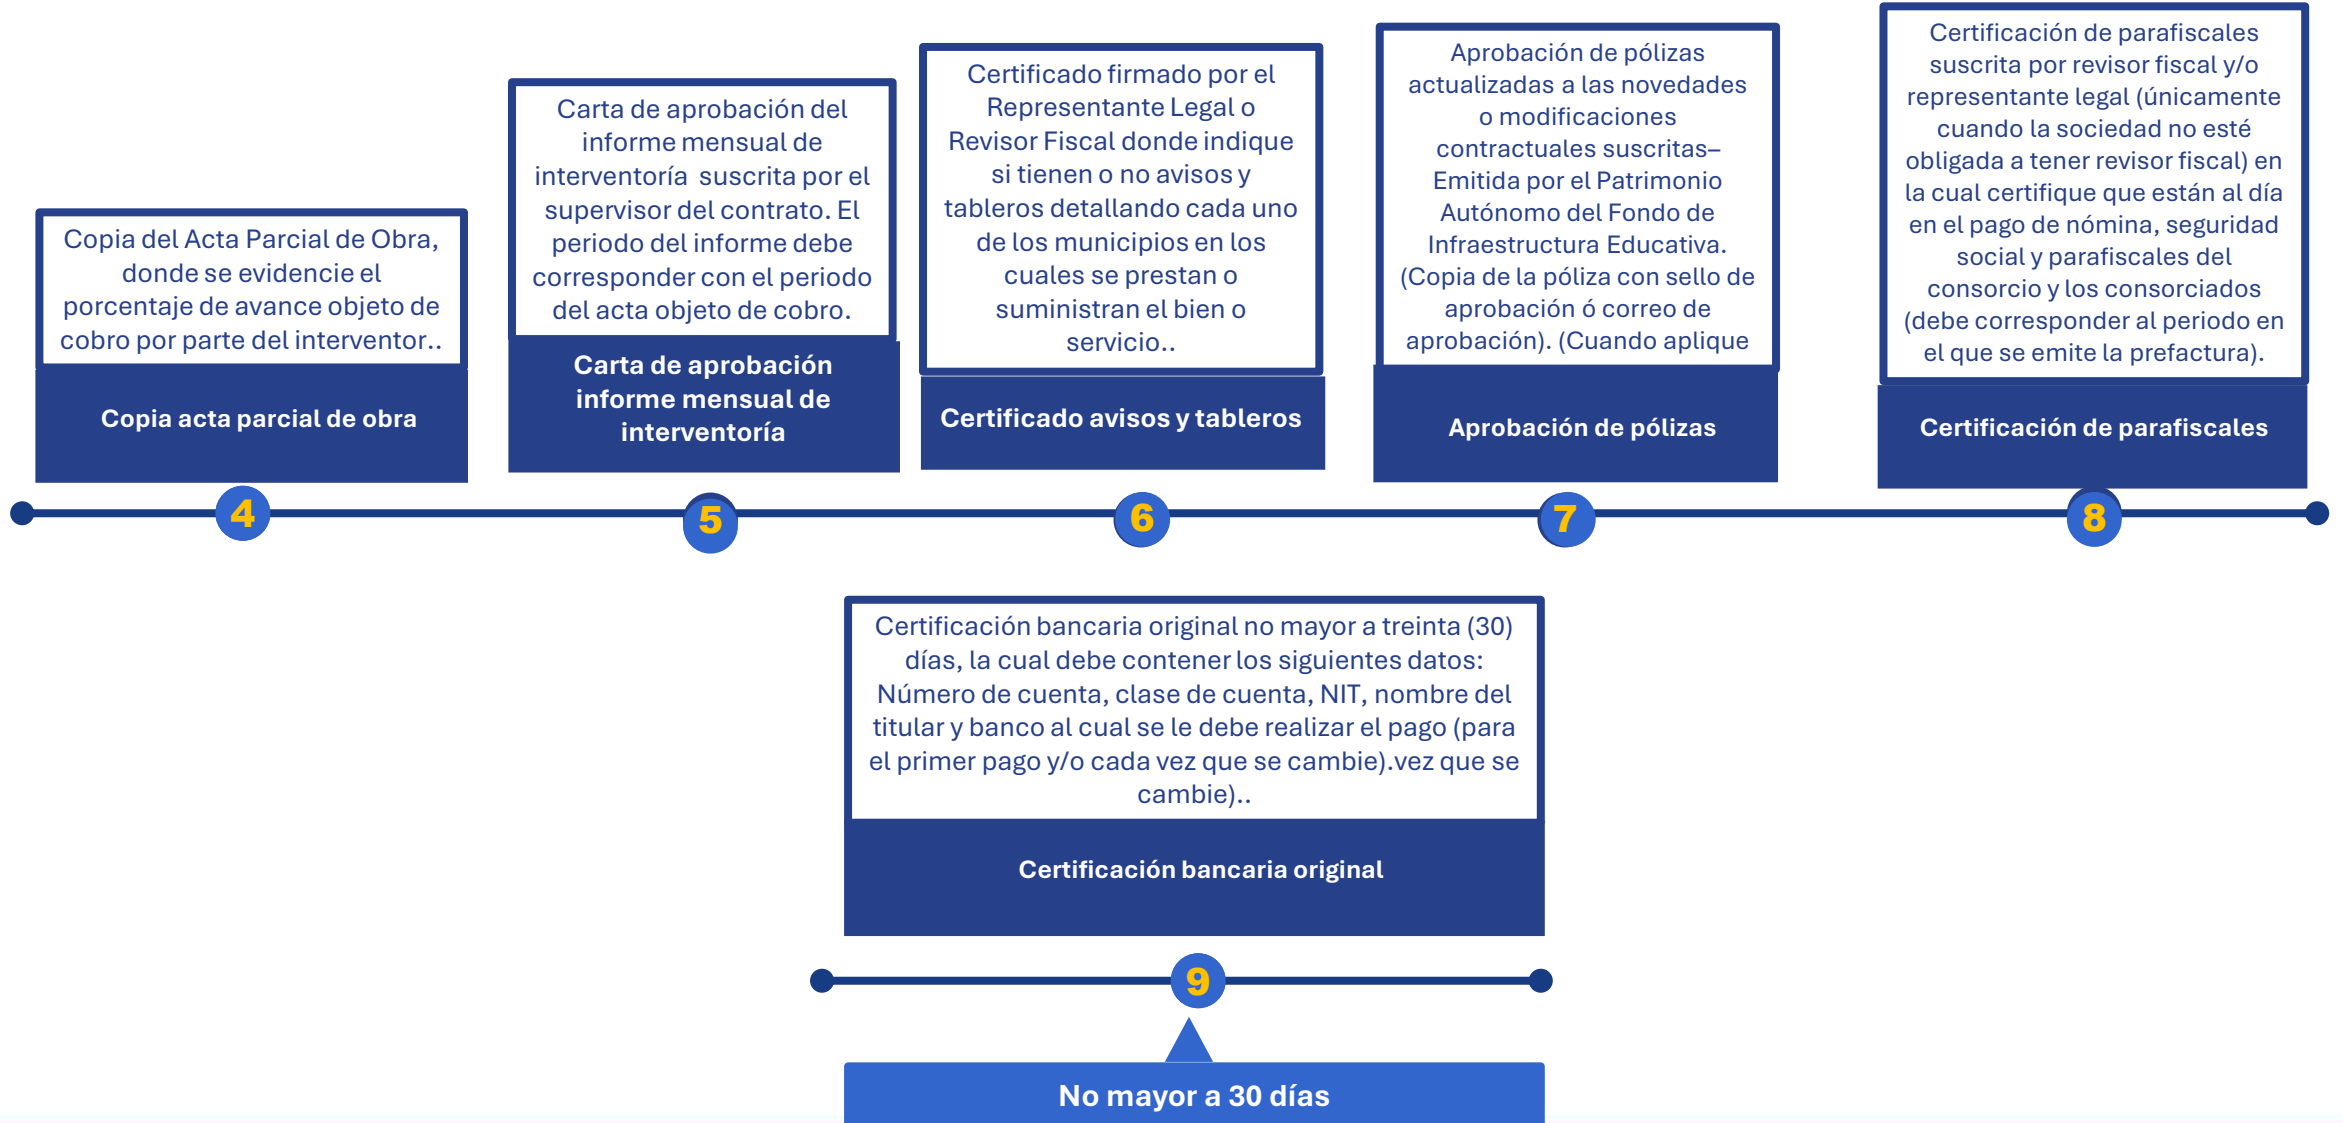 Copia del Acta Parcial de Obra,
donde se evidencie el
porcentaje de avance objeto de
cobro por parte del interventor..
Copia acta parcial de obra
4
Carta de aprobación del
informe mensual de
interventoría suscrita por el
supervisor del contrato. El
periodo del informe debe
corresponder con el periodo
del acta objeto de cobro.
Carta de aprobación
informe mensual de
interventoría
5
Certificado firmado por el
Representante Legal o
Revisor Fiscal donde indique
si tienen o no avisos y
tableros detallando cada uno
de los municipios en los
cuales se prestan o
suministran el bien o
servicio..
Certificado avisos y tableros
6
Aprobación de pólizas
actualizadas a las novedades
o modificaciones
contractuales suscritas–
Emitida por el Patrimonio
Autónomo del Fondo de
Infraestructura Educativa.
(Copia de la póliza con sello de
aprobación ó correo de
aprobación). (Cuando aplique
Aprobación de pólizas
7
Certificación de parafiscales
suscrita por revisor fiscal y/o
representante legal (únicamente
cuando la sociedad no esté
obligada a tener revisor fiscal) en
la cual certifique que están al día
en el pago de nómina, seguridad
social y parafiscales del
consorcio y los consorciados
(debe corresponder al periodo en
el que se emite la prefactura).
Certificación de parafiscales
8
Certificación bancaria original no mayor a treinta (30)
días, la cual debe contener los siguientes datos:
Número de cuenta, clase de cuenta, NIT, nombre del
titular y banco al cual se le debe realizar el pago (para
el primer pago y/o cada vez que se cambie).vez que se
cambie)..
Certificación bancaria original
9
No mayor a 30 días